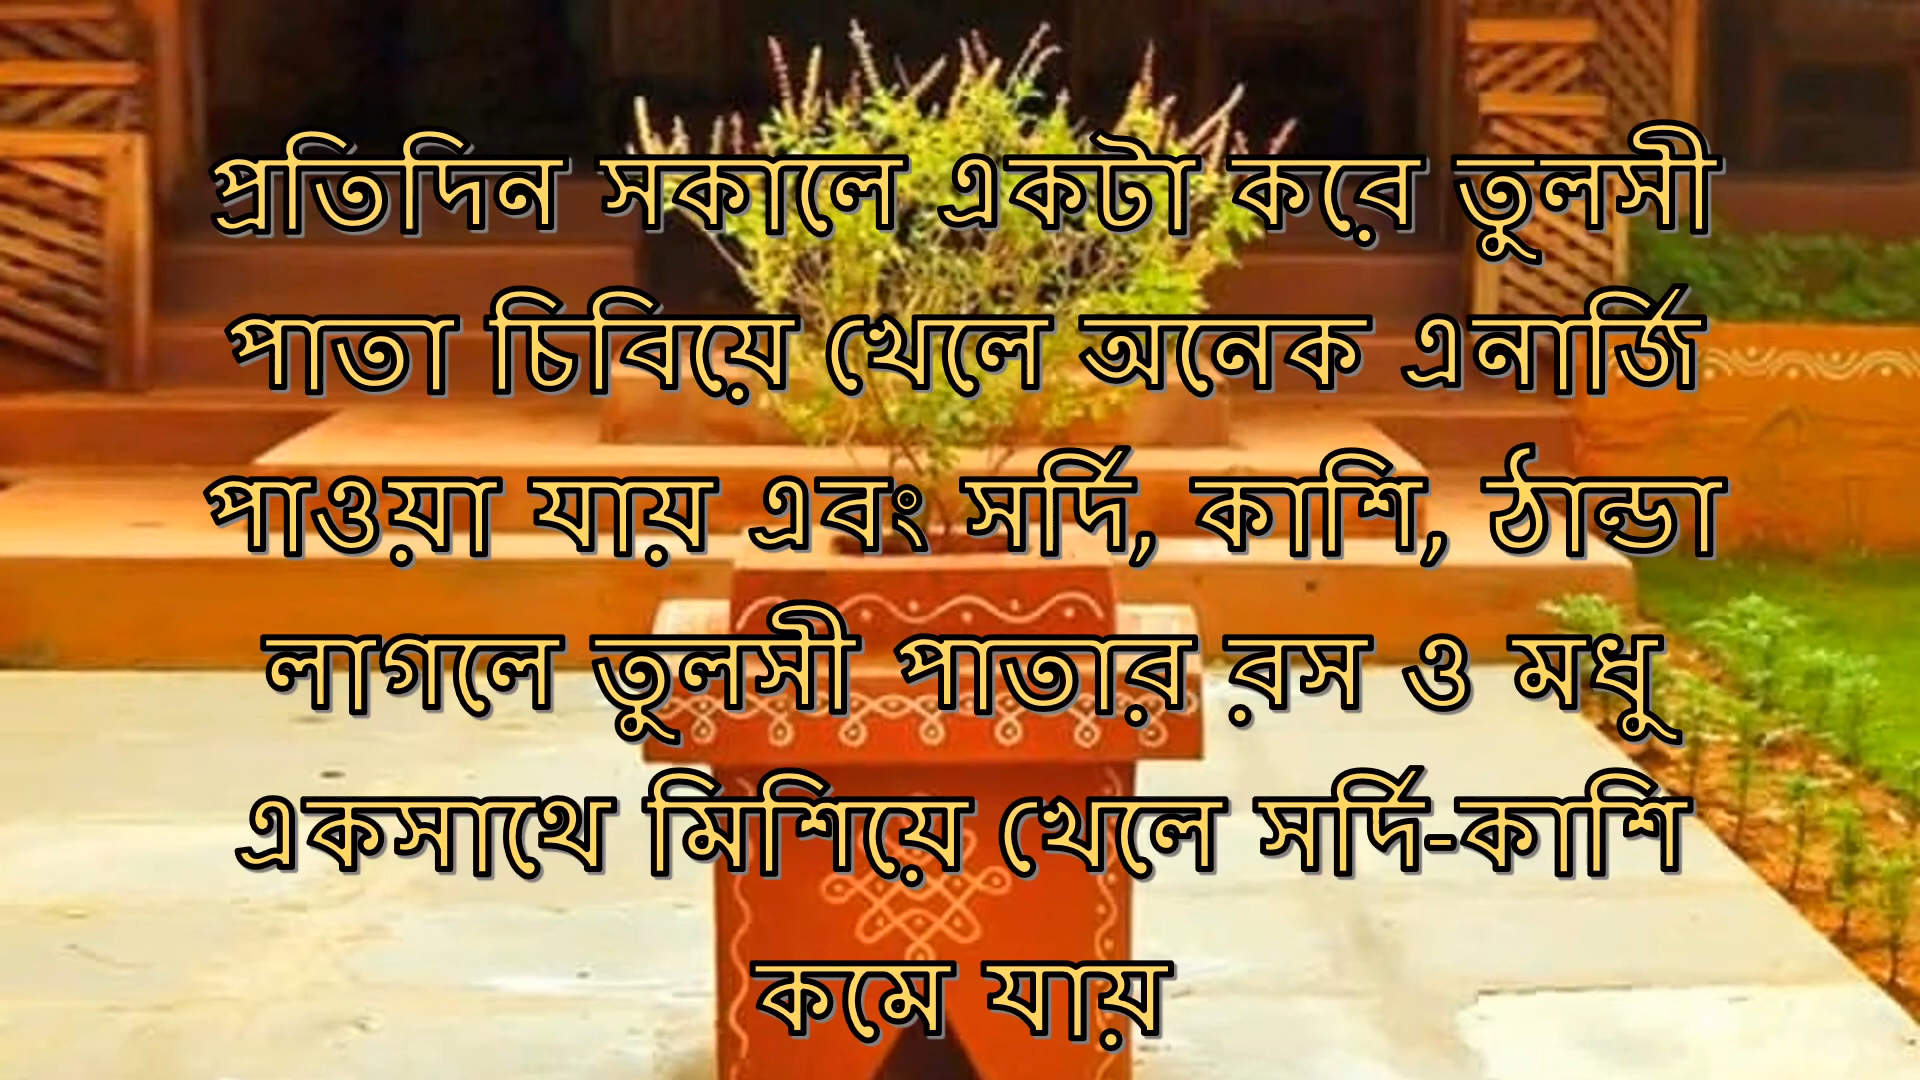 প্রতিদিন সকালে একটা করে তুলসী
পাতা চিবিয়ে খেলে অনেক এনার্জি
পাওয়া যায় এবং সর্দি, কাশি, ঠান্ডা
লাগলে তুলসী পাতার রস ও মধু
একসাথে মিশিয়ে খেলে সর্দি-কাশি
কমে যায়